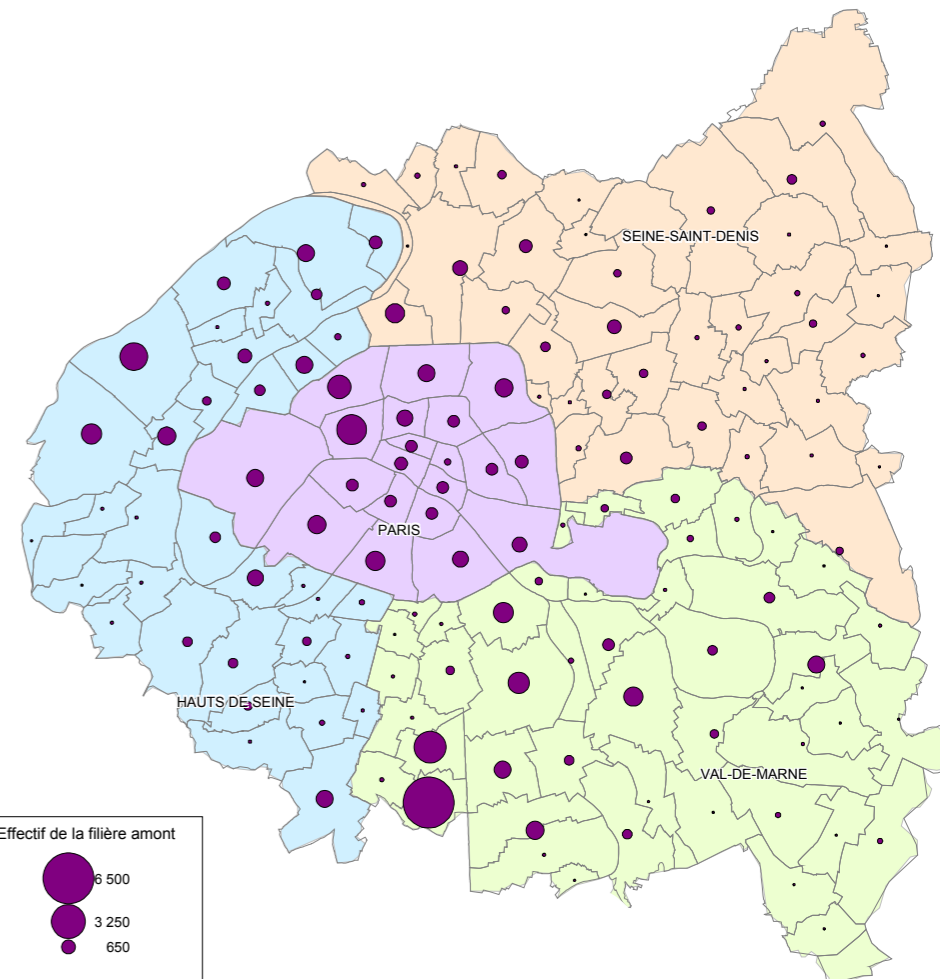 SEINE-SAINT-DENIS
PARIS
HAUTS DE SEINE
VAL-DE-MARNE
Effectif de la filière amont
6 500
3 250
650